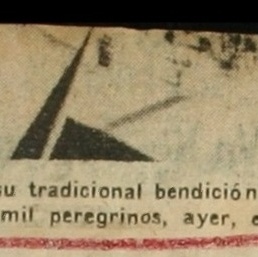 su tradicional bendición
mil peregrinos, ayer, e